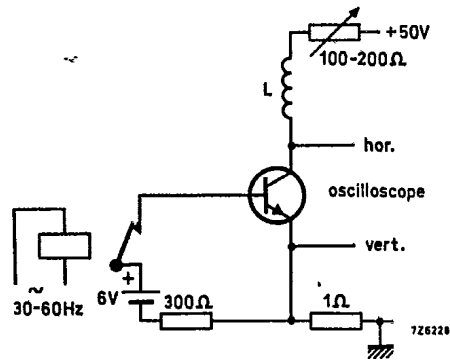 +50V
100-200Ω
L
hor.
oscilloscope
vert.
+
6V
300Ω
1Ω
~
30-60Hz
7Z6228